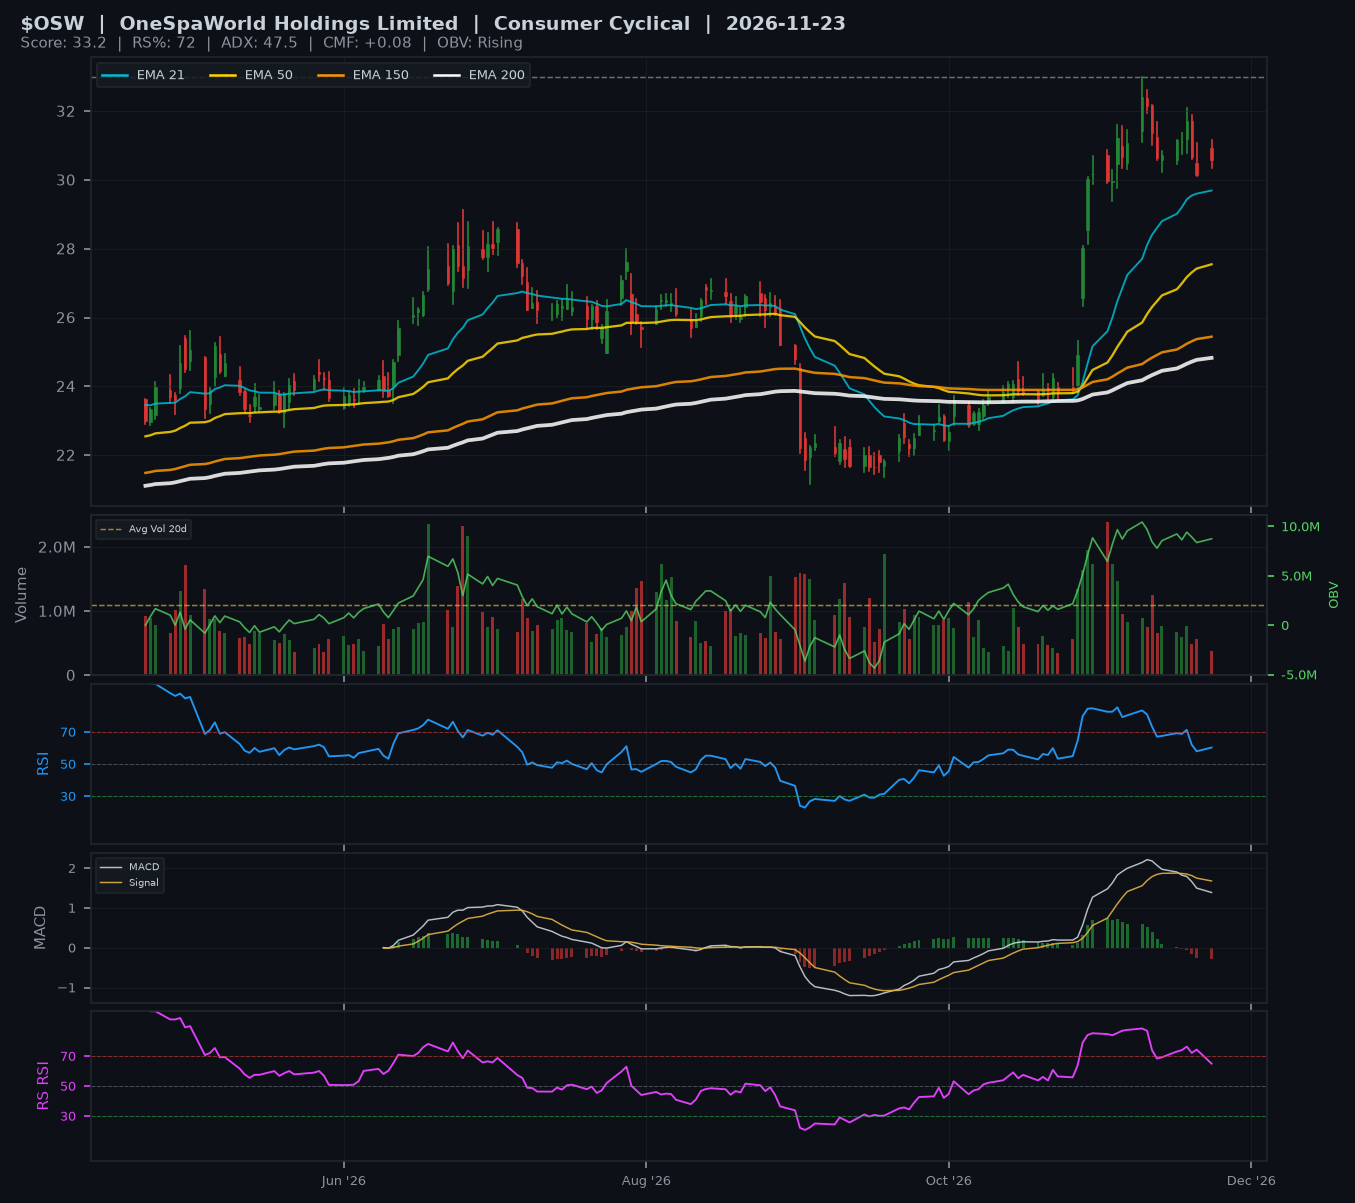 $OSW | OneSpaWorld Holdings Limited | Consumer Cyclical | 2026-11-23
Score: 33.2 | RS%: 72 | ADX: 47.5 | CMF: +0.08 | OBV: Rising
EMA 21 EMA 50 EMA 150 EMA 200
32
30
28
26
24
22
Avg Vol 20d
Volume
2.0M
1.0M
0
10.0M
5.0M
0
-5.0M
OBV
RSI
70
50
30
MACD
Signal
MACD
2
1
0
−1
RS RSI
70
50
30
Jun '26 Aug '26 Oct '26 Dec '26